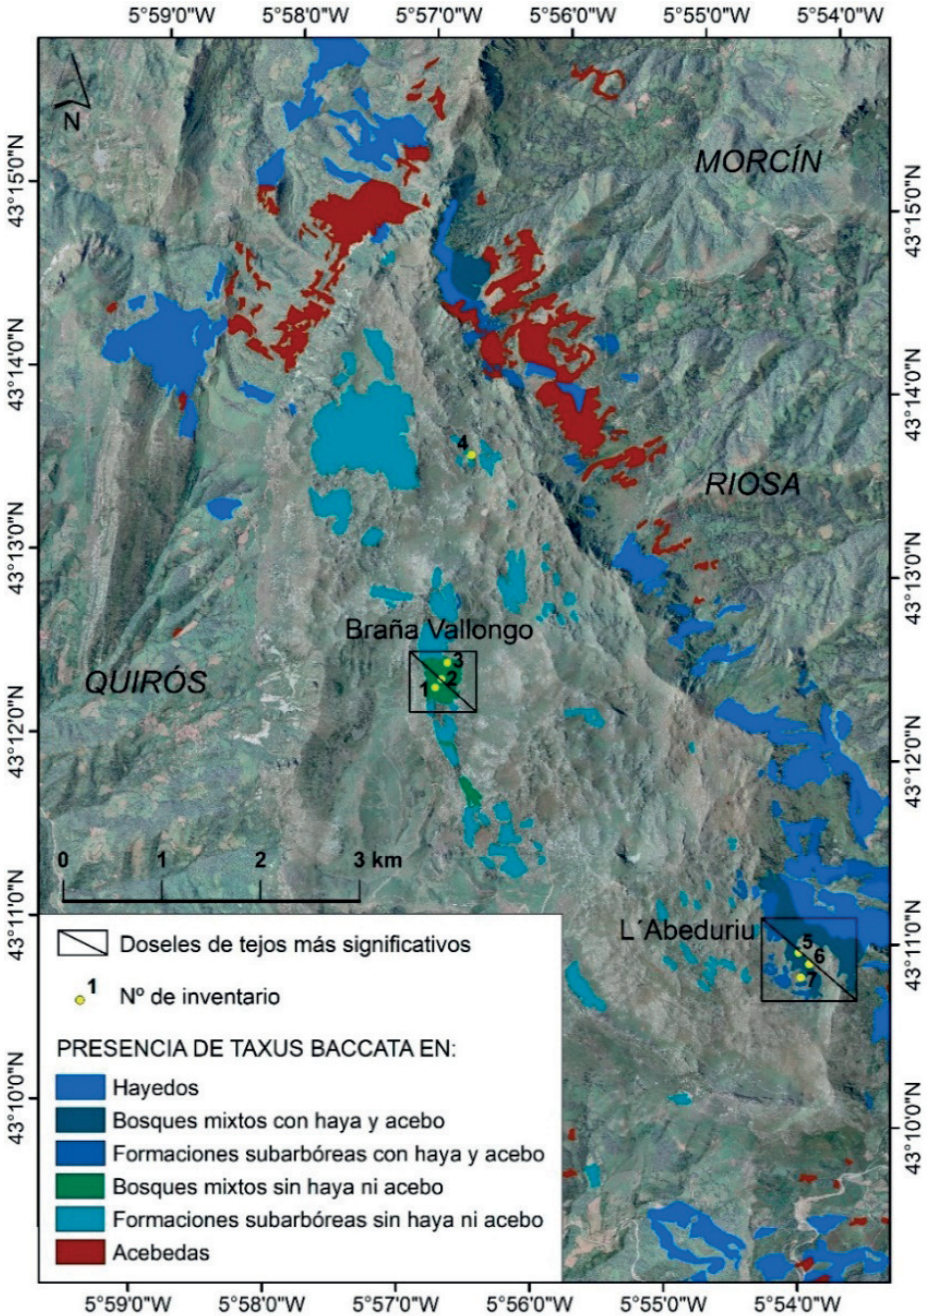 5°59'0"W 5°58'0"W 5°57'0"W 5°56'0"W 5°55'0"W 5°54'0"W
N
MORCÍN
43°15'0"N
43°15'0"N
43°14'0"N
43°14'0"N
4
RIOSA
43°13'0"N
43°13'0"N
Braña Vallongo
3
2
1
QUIRÓS
43°12'0"N
43°12'0"N
0 1 2 3 km
43°11'0"N
43°11'0"N
L´Abeduriu
5
6
7
Doseles de tejos más significativos
1 Nº de inventario
PRESENCIA DE TAXUS BACCATA EN:
Hayedos
Bosques mixtos con haya y acebo
Formaciones subarbóreas con haya y acebo
Bosques mixtos sin haya ni acebo
Formaciones subarbóreas sin haya ni acebo
Acebedas
43°10'0"N
43°10'0"N
5°59'0"W 5°58'0"W 5°57'0"W 5°56'0"W 5°55'0"W 5°54'0"W